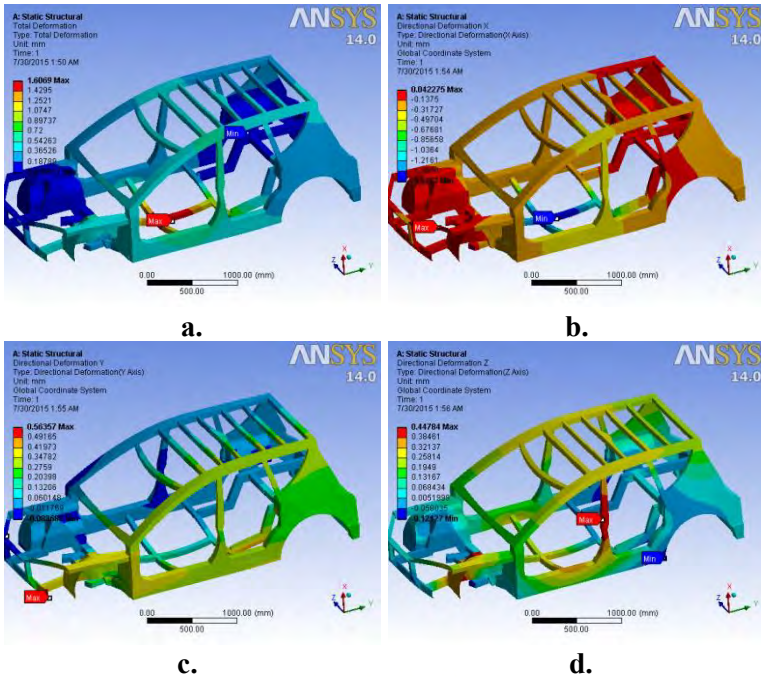 A: Static Structural
Total Deformation
Type: Total Deformation
Unit: mm
Time: 1
7/30/2015 1:50 AM
ANSYS
14.0
1.6069 Max
1.4295
1.2521
1.0747
0.89737
0.72
0.54263
0.36526
0.18789
Min
Max
0.00
1000.00 (mm)
500.00
X
Y
Z
a.
A: Static Structural
Directional Deformation X
Type: Directional Deformation(X Axis)
Unit: mm
Global Coordinate System
Time: 1
7/30/2015 1:54 AM
ANSYS
14.0
0.042275 Max
-0.1375
-0.31727
-0.49704
-0.67681
-0.85658
-1.0364
-1.2161
Min
Max
Min
0.00
1000.00 (mm)
500.00
X
Y
Z
b.
A: Static Structural
Directional Deformation Y
Type: Directional Deformation(Y Axis)
Unit: mm
Global Coordinate System
Time: 1
7/30/2015 1:55 AM
ANSYS
14.0
0.56357 Max
0.49165
0.41973
0.34782
0.2759
0.20398
0.13206
0.060148
Min
Max
0.00
1000.00 (mm)
500.00
X
Y
Z
c.
A: Static Structural
Directional Deformation Z
Type: Directional Deformation(Z Axis)
Unit: mm
Global Coordinate System
Time: 1
7/30/2015 1:56 AM
ANSYS
14.0
0.44784 Max
0.38461
0.32137
0.25814
0.1949
0.13167
0.068434
Min
Max
Min
0.00
1000.00 (mm)
500.00
X
Y
Z
d.